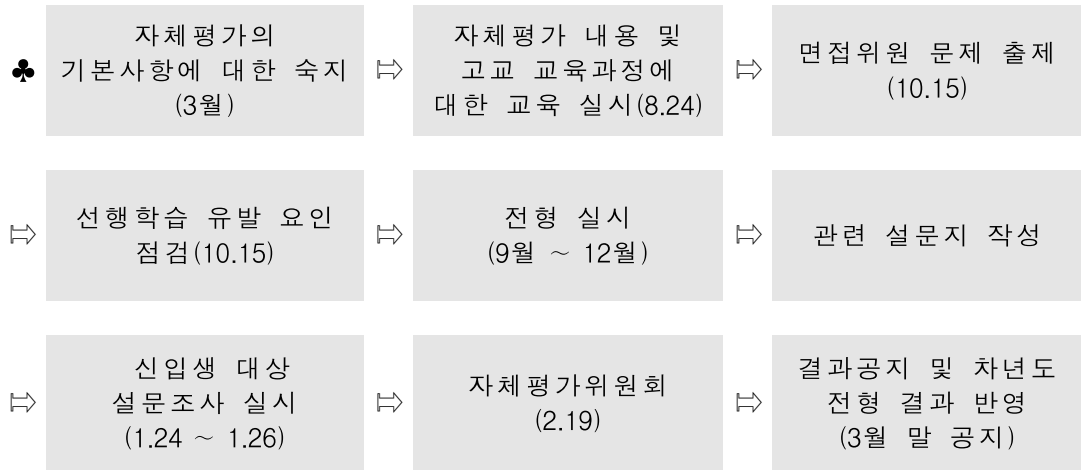 ♣
자체평가의
기본사항에 대한 숙지
(3월)
⇨
자체평가 내용 및
고교 교육과정에
대한 교육 실시(8.24)
⇨
면접위원 문제 출제
(10.15)
⇨
선행학습 유발 요인
점검(10.15)
⇨
전형 실시
(9월 ~ 12월)
⇨
관련 설문지 작성
⇨
신입생 대상
설문조사 실시
(1.24 ~ 1.26)
⇨
자체평가위원회
(2.19)
⇨
결과공지 및 차년도
전형 결과 반영
(3월 말 공지)